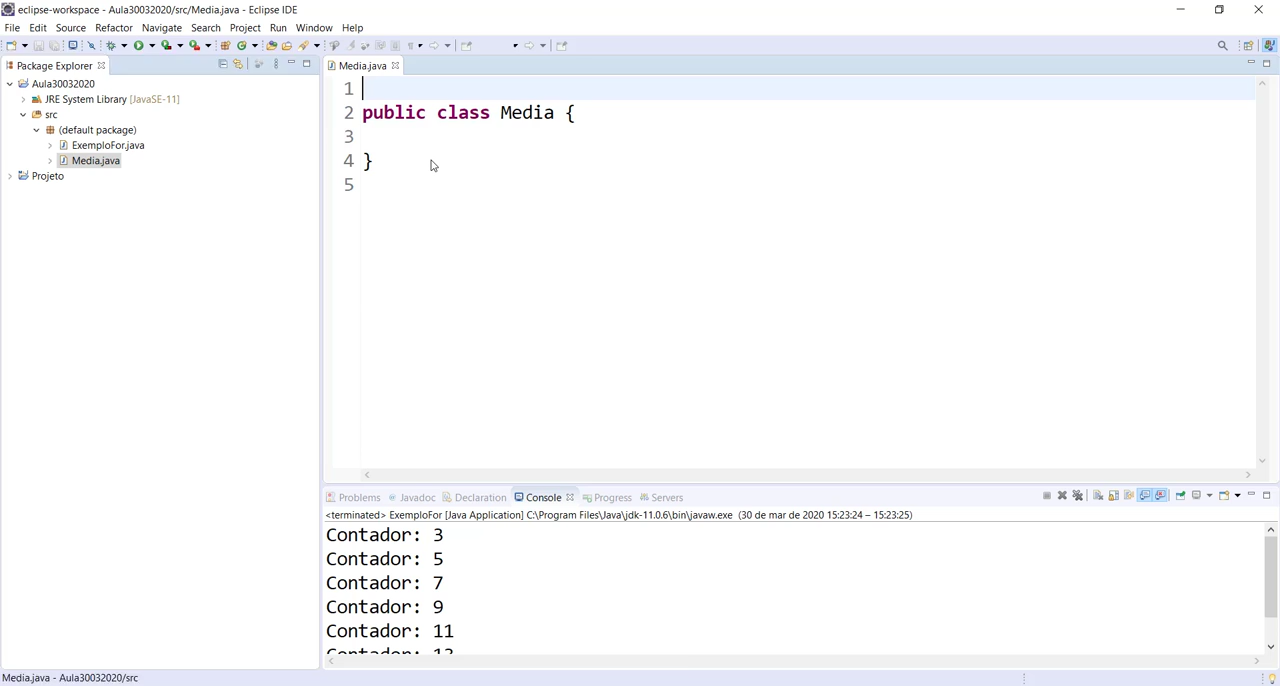 eclipse-workspace - Aula30032020/src/Media.java - Eclipse IDE
File Edit Source Refactor Navigate Search Project Run Window Help
Package Explorer
Aula30032020
JRE System Library [JavaSE-11]
src
(default package)
ExemploFor.java
Media.java
Projeto
Media.java
1
2 public class Media {
3
4 }
5
Problems Javadoc Declaration Console Progress Servers
<terminated> ExemploFor [Java Application] C:\Program Files\Java\jdk-11.0.6\bin\javaw.exe (30 de mar de 2020 15:23:24 – 15:23:25)
Contador: 3
Contador: 5
Contador: 7
Contador: 9
Contador: 11
Contador: 13
Media.java - Aula30032020/src